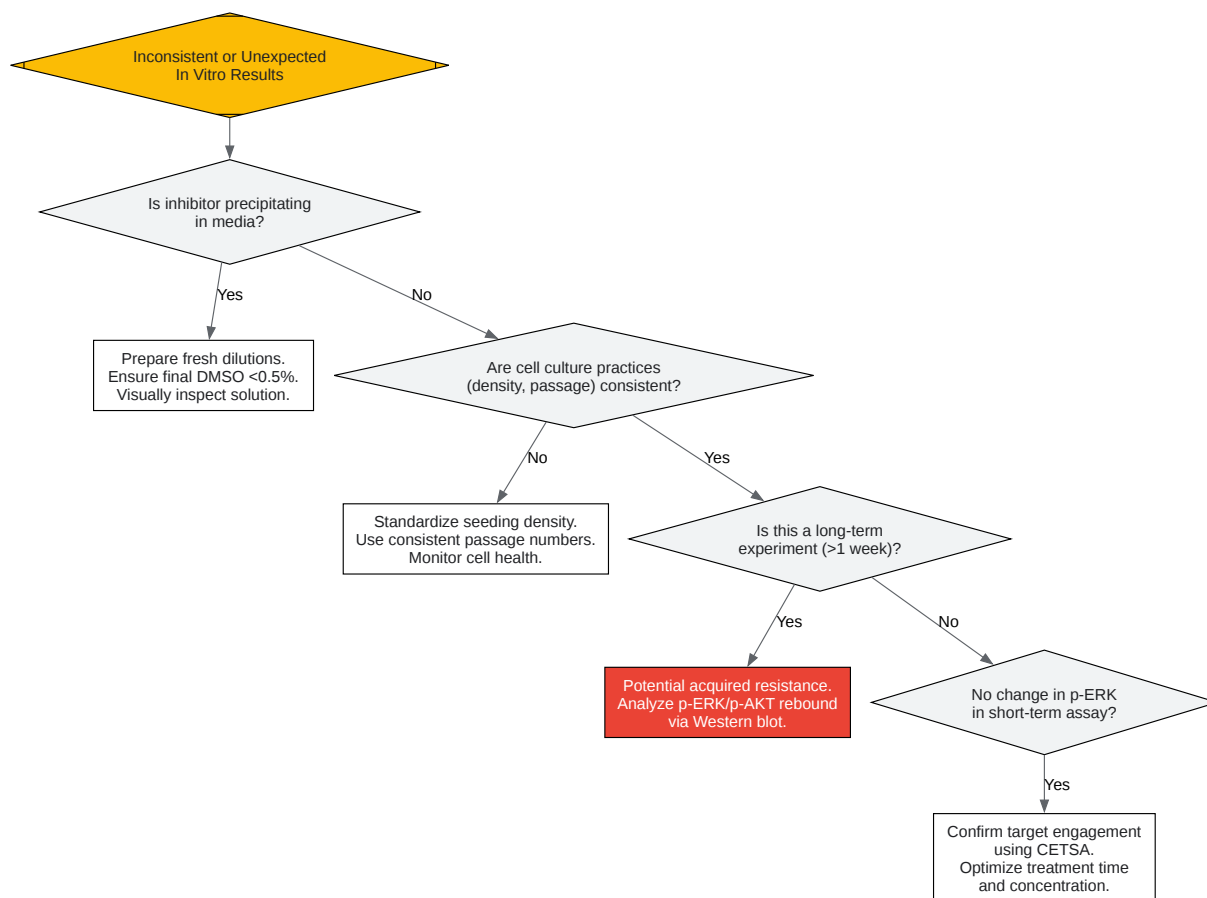 Inconsistent or Unexpected
In Vitro Results
Is inhibitor precipitating
in media?
Yes
No
Prepare fresh dilutions.
Ensure final DMSO <0.5%.
Visually inspect solution.
Are cell culture practices
(density, passage) consistent?
No
Yes
Standardize seeding density.
Use consistent passage numbers.
Monitor cell health.
Is this a long-term
experiment (>1 week)?
Yes
No
Potential acquired resistance.
Analyze p-ERK/p-AKT rebound
via Western blot.
No change in p-ERK
in short-term assay?
Yes
Confirm target engagement
using CETSA.
Optimize treatment time
and concentration.